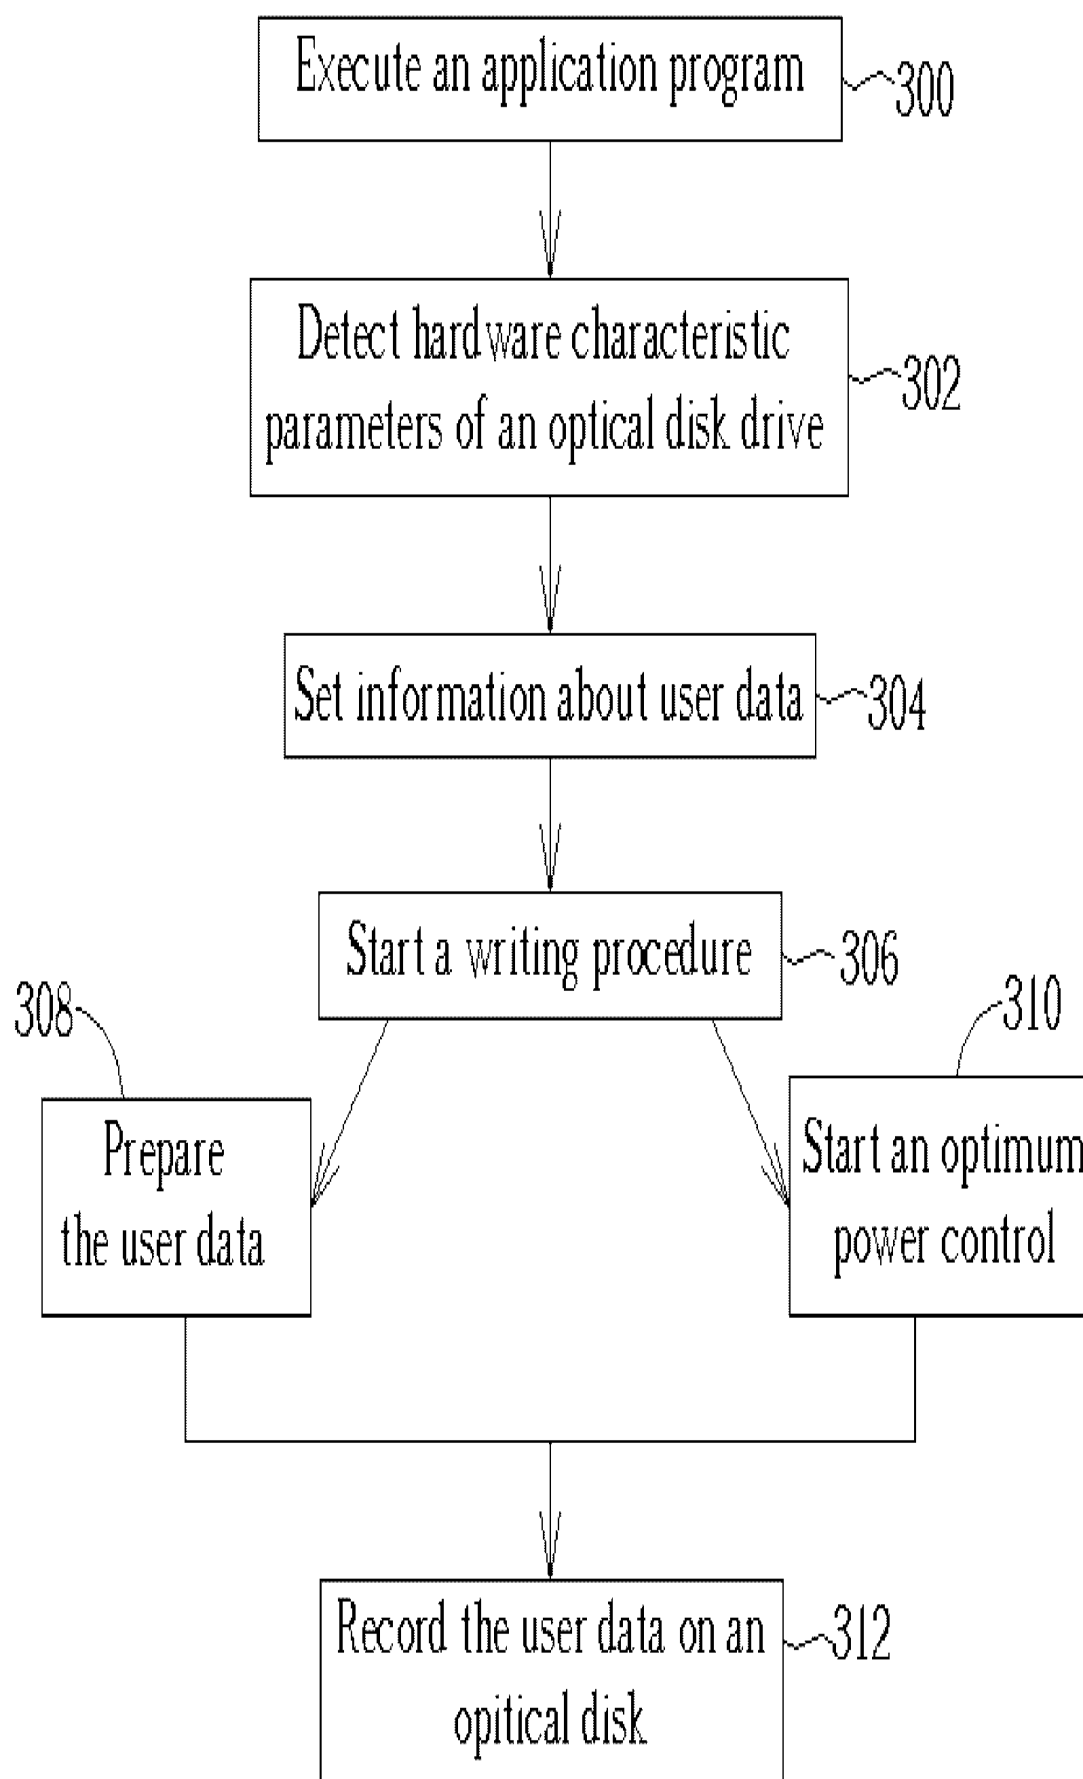 Execute an application program
300
Detect hardware characteristic
parameters of an optical disk drive
302
Set information about user data
304
Start a writing procedure
306
308
310
Prepare
the user data
Start an optimum
power control
Record the user data on an
opitical disk
312